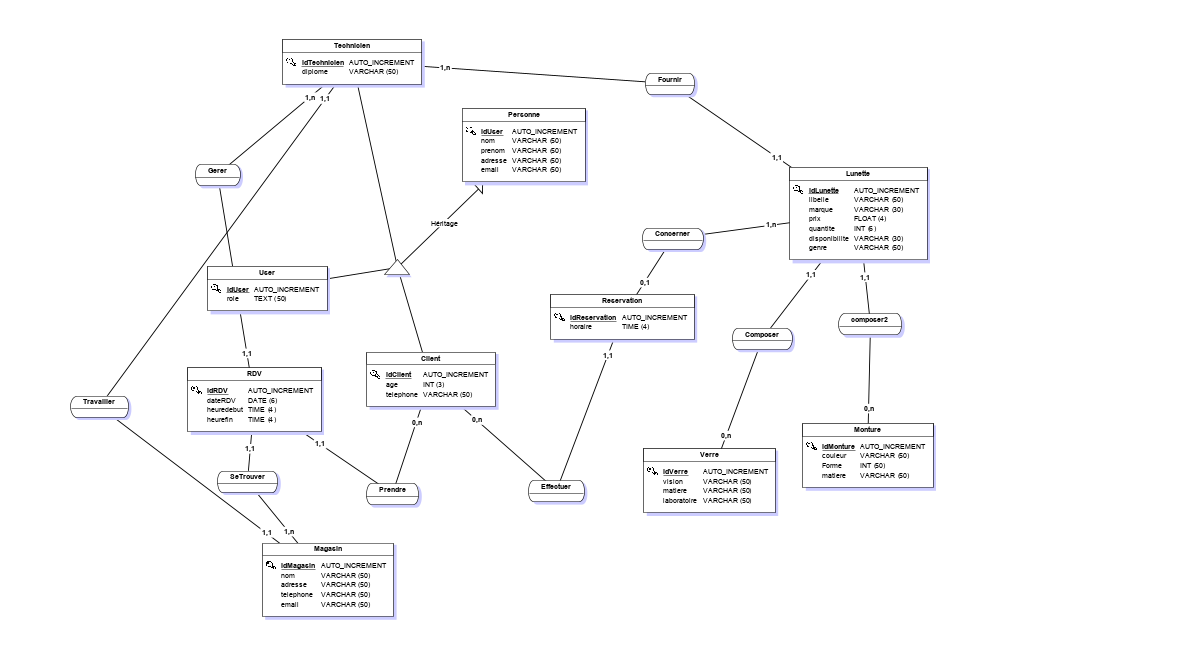 Technicien
idTechnicien AUTO_INCREMENT
diplome VARCHAR (50)
1,n
Fournir
1,n
1,1
Personne
idUser AUTO_INCREMENT
nom VARCHAR (50)
prenom VARCHAR (50)
adresse VARCHAR (50)
email VARCHAR (50)
1,1
Gerer
Lunette
idLunette AUTO_INCREMENT
libelle VARCHAR (50)
marque VARCHAR (30)
prix FLOAT (4)
quantite INT (5)
disponibilite VARCHAR (30)
genre VARCHAR (50)
Héritage
1,n
Concerner
User
idUser AUTO_INCREMENT
role TEXT (50)
0,1
1,1
1,1
Reservation
idReservation AUTO_INCREMENT
horaire TIME (4)
composer2
Composer
1,1
1,1
Client
idClient AUTO_INCREMENT
age INT (3)
telephone VARCHAR (50)
RDV
idRDV AUTO_INCREMENT
dateRDV DATE (6)
heuredebut TIME (4)
heurefin TIME (4)
Travailler
0,n
0,n
0,n
0,n
1,1
1,1
Monture
idMonture AUTO_INCREMENT
couleur VARCHAR (50)
Forme INT (50)
matiere VARCHAR (50)
Verre
idVerre AUTO_INCREMENT
vision VARCHAR (50)
matiere VARCHAR (50)
laboratoire VARCHAR (50)
SeTrouver
Prendre
Effectuer
1,1
1,n
Magasin
idMagasin AUTO_INCREMENT
nom VARCHAR (50)
adresse VARCHAR (50)
telephone VARCHAR (50)
email VARCHAR (50)